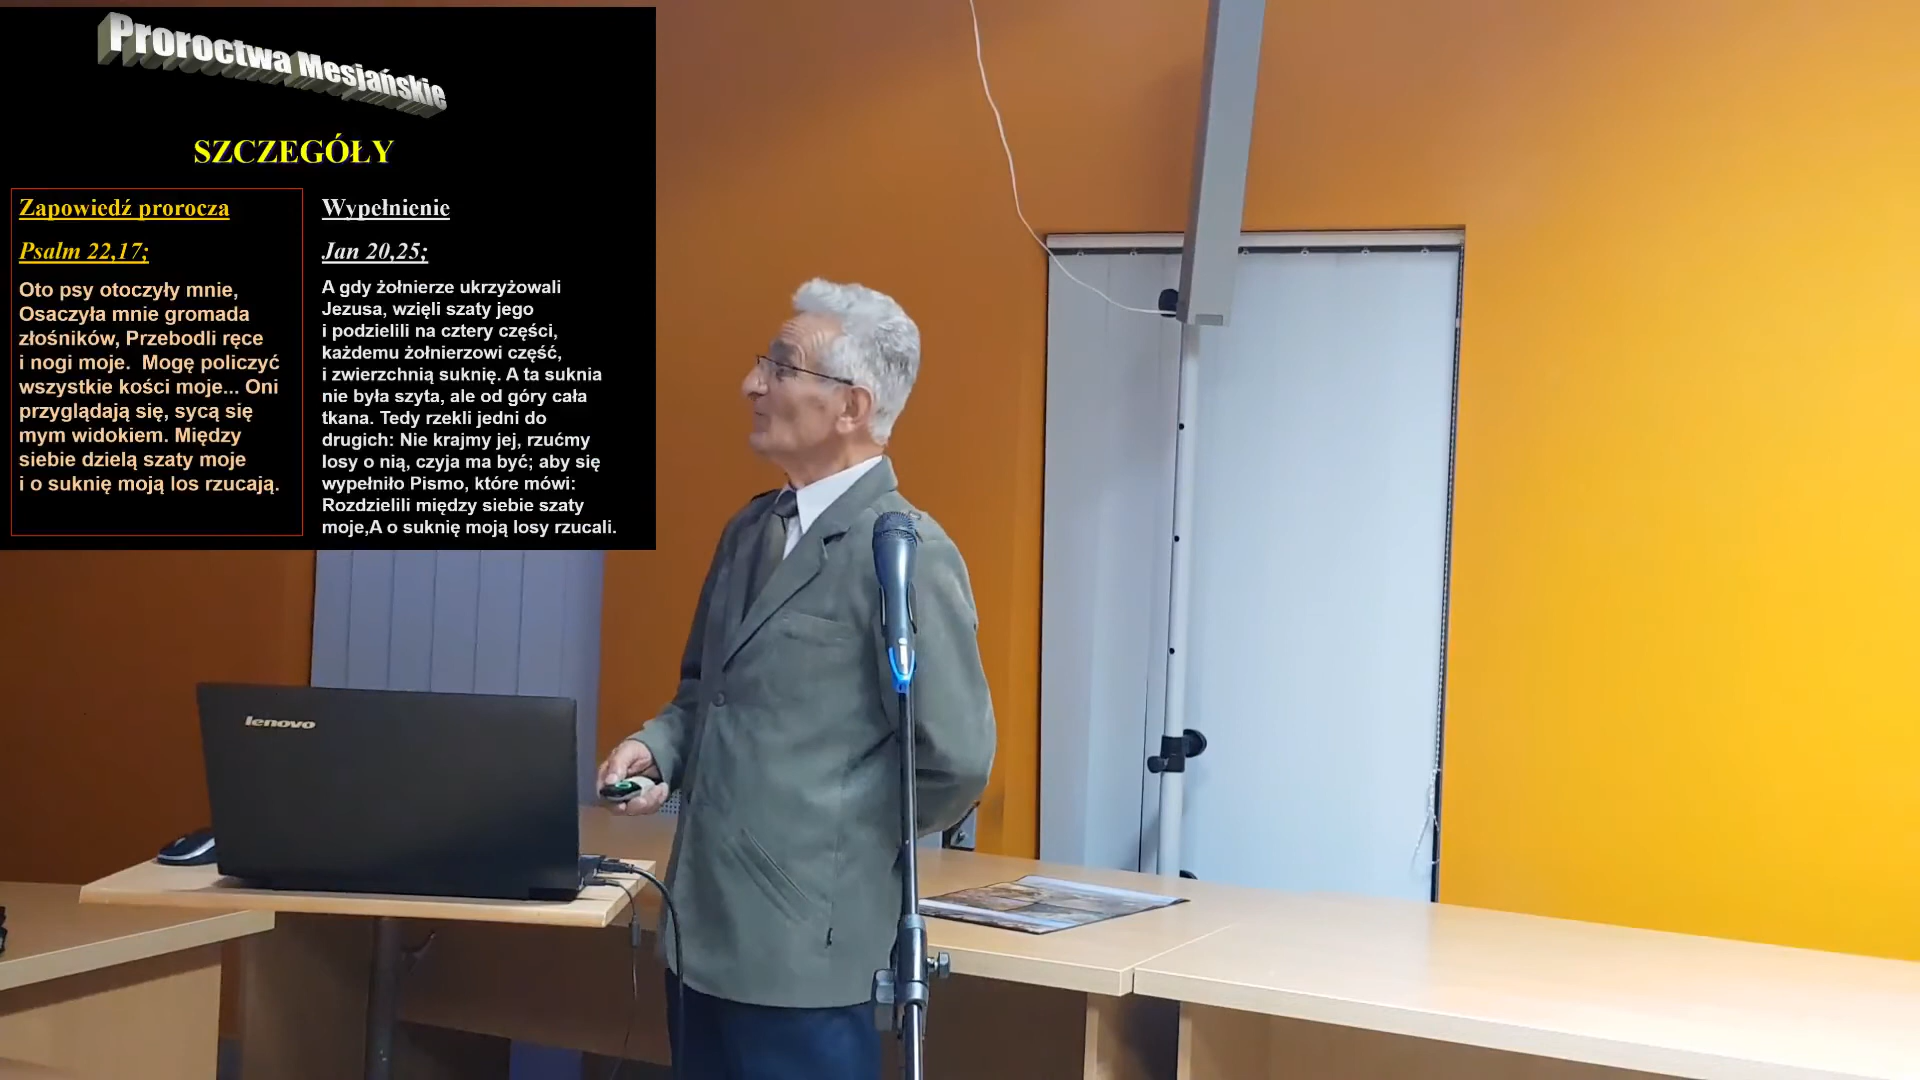 Proroctwa Mesjańskie
SZCZEGÓŁY
Zapowiedź prorocza
Psalm 22,17;
Oto psy otoczyły mnie,
Osaczyła mnie gromada
złośników, Przebodli ręce
i nogi moje. Mogę policzyć
wszystkie kości moje... Oni
przyglądają się, sycą się
mym widokiem. Między
siebie dzielą szaty moje
i o suknię moją los rzucają.
Wypełnienie
Jan 20,25;
A gdy żołnierze ukrzyżowali
Jezusa, wzięli szaty jego
i podzielili na cztery części,
każdemu żołnierzowi część,
i zwierzchnią suknię. A ta suknia
nie była szyta, ale od góry cała
tkana. Tedy rzekli jedni do
drugich: Nie krajmy jej, rzućmy
losy o nią, czyja ma być; aby się
wypełniło Pismo, które mówi:
Rozdzielili między siebie szaty
moje,A o suknię moją losy rzucali.
lenovo